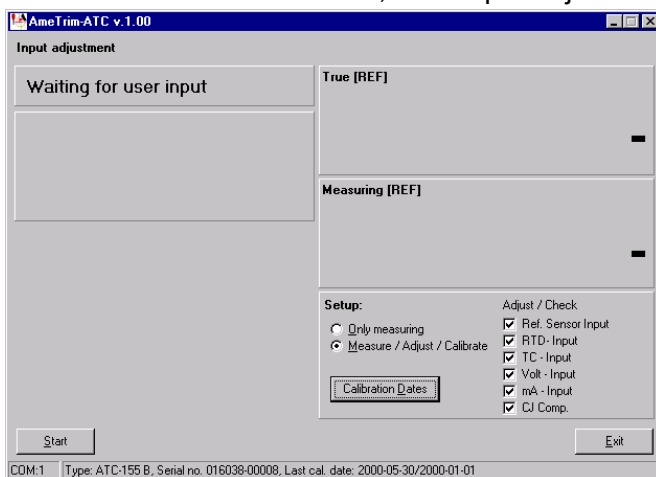 AmeTrim-ATC v.1.00
Input adjustment
Waiting for user input
True [REF]
-
Measuring [REF]
-
Setup:
Only measuring
Measure / Adjust / Calibrate
Calibration Dates
Adjust / Check
Ref. Sensor Input
RTD- Input
TC - Input
Volt - Input
mA - Input
CJ Comp.
Start
Exit
COM:1 Type: ATC-155 B, Serial no. 016038-00008, Last cal. date: 2000-05-30/2000-01-01